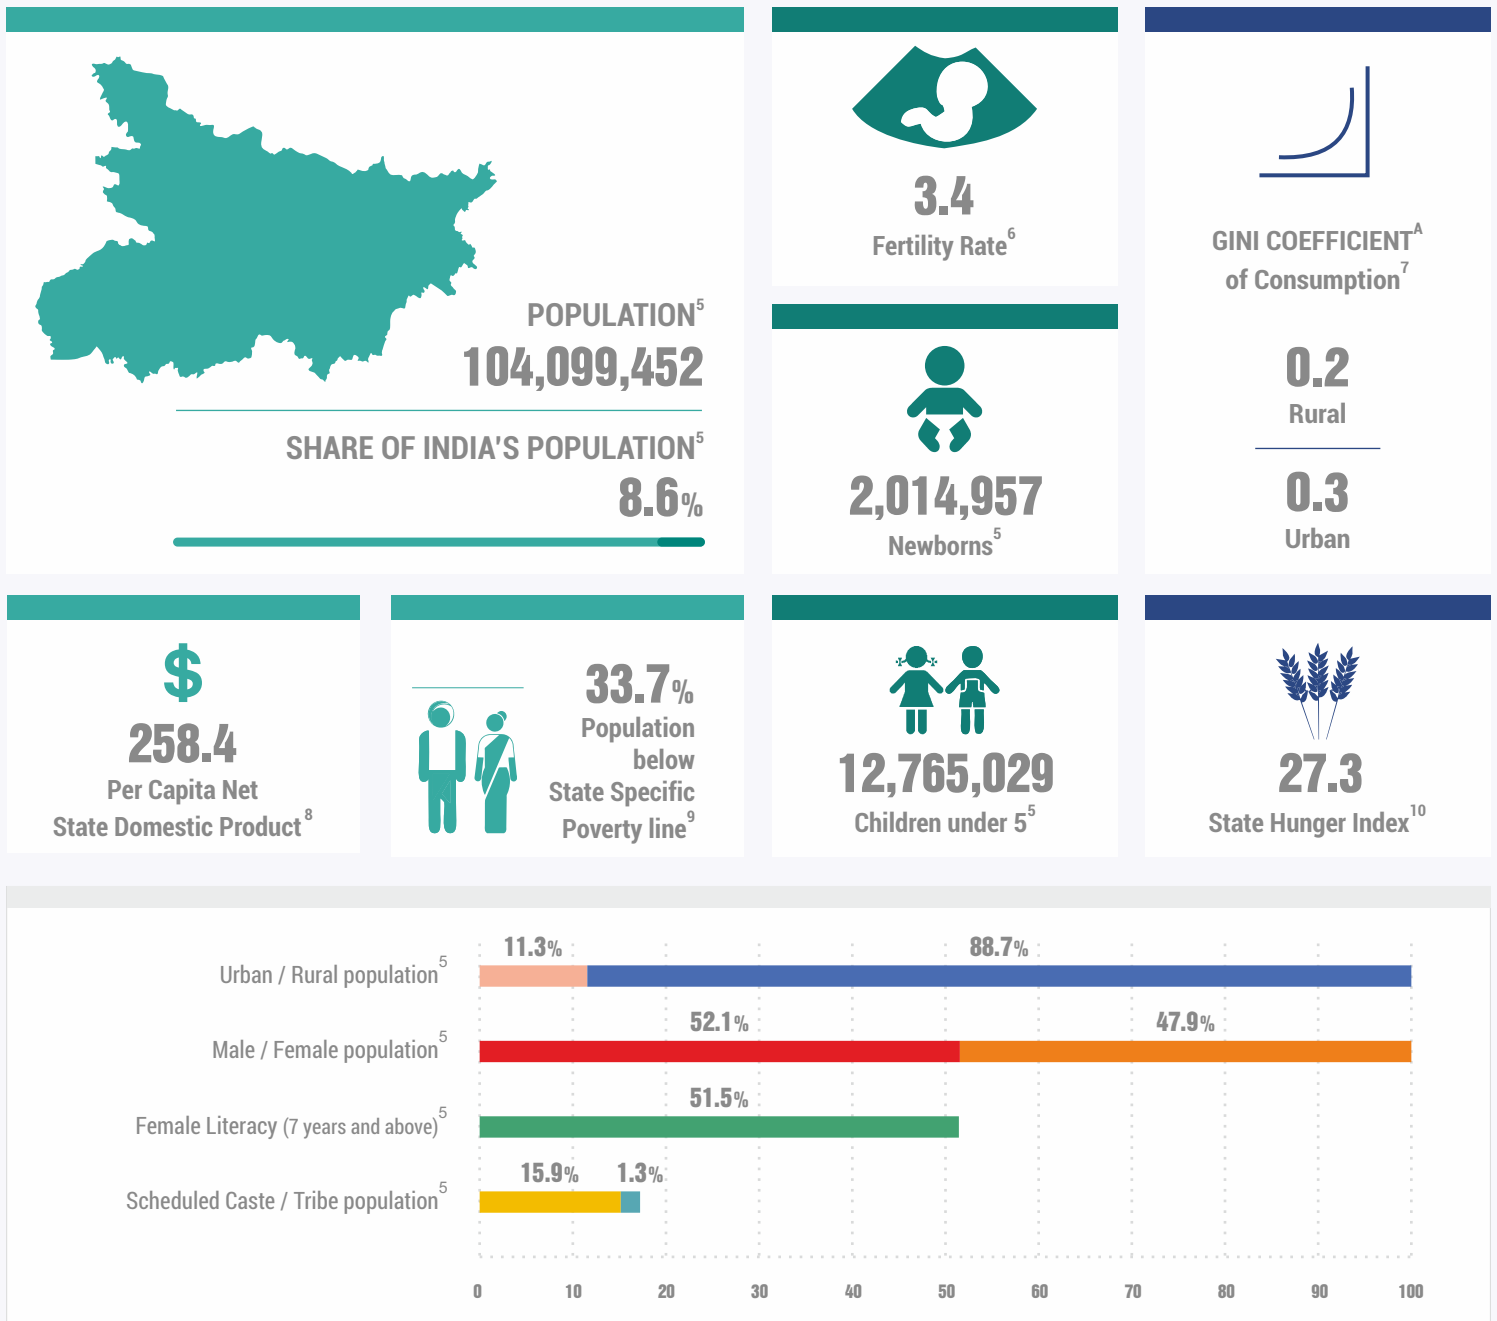 POPULATION5
104,099,452
SHARE OF INDIA'S POPULATION5
8.6%
3.4
Fertility Rate6
2,014,957
Newborns5
GINI COEFFICIENTA
of Consumption7
0.2
Rural
0.3
Urban
$
258.4
Per Capita Net
State Domestic Product8
33.7%
Population
below
State Specific
Poverty line9
12,765,029
Children under 55
27.3
State Hunger Index10
11.3% 88.7%
Urban / Rural population5
52.1% 47.9%
Male / Female population5
51.5%
Female Literacy (7 years and above)5
15.9% 1.3%
Scheduled Caste / Tribe population5
0 10 20 30 40 50 60 70 80 90 100